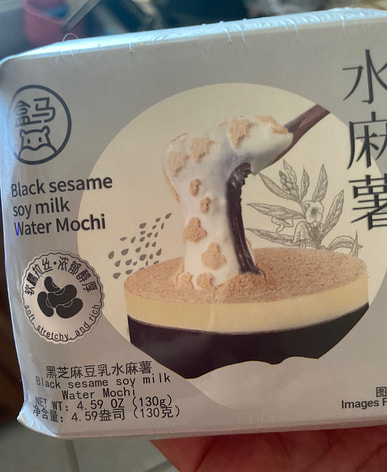 盒马
水麻薯
Black sesame
soy milk
Water Mochi
软糯拉丝·浓郁醇厚
soft, stretchy, and rich
黑芝麻豆乳水麻薯
Black sesame soy milk
Water Mochi
NET WT: 4.59 OZ (130g)
净含量: 4.59盎司 (130克)
图
Images F